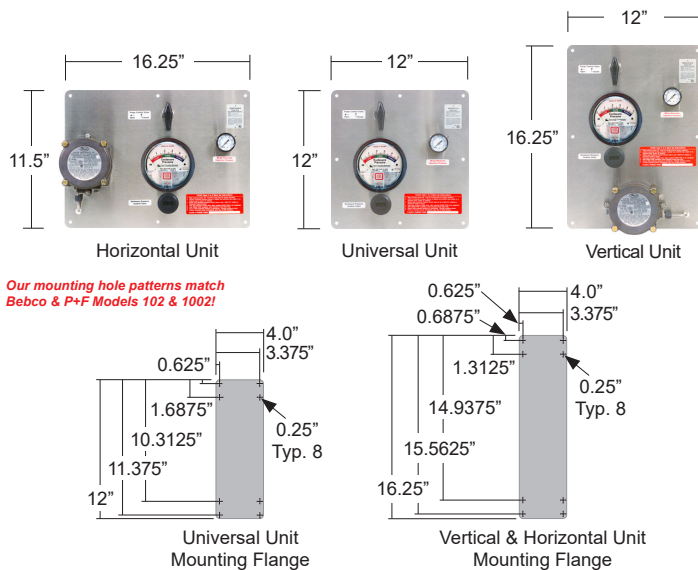 16.25”
12”
12”
11.5”
12”
16.25”
Horizontal Unit
Universal Unit
Vertical Unit
Our mounting hole patterns match
Bebco & P+F Models 102 & 1002!
4.0”
3.375”
0.625”
1.6875”
10.3125”
11.375”
12”
0.25”
Typ. 8
Universal Unit
Mounting Flange
4.0”
0.625”
3.375”
0.6875”
1.3125”
0.25”
Typ. 8
14.9375”
15.5625”
16.25”
Vertical & Horizontal Unit
Mounting Flange